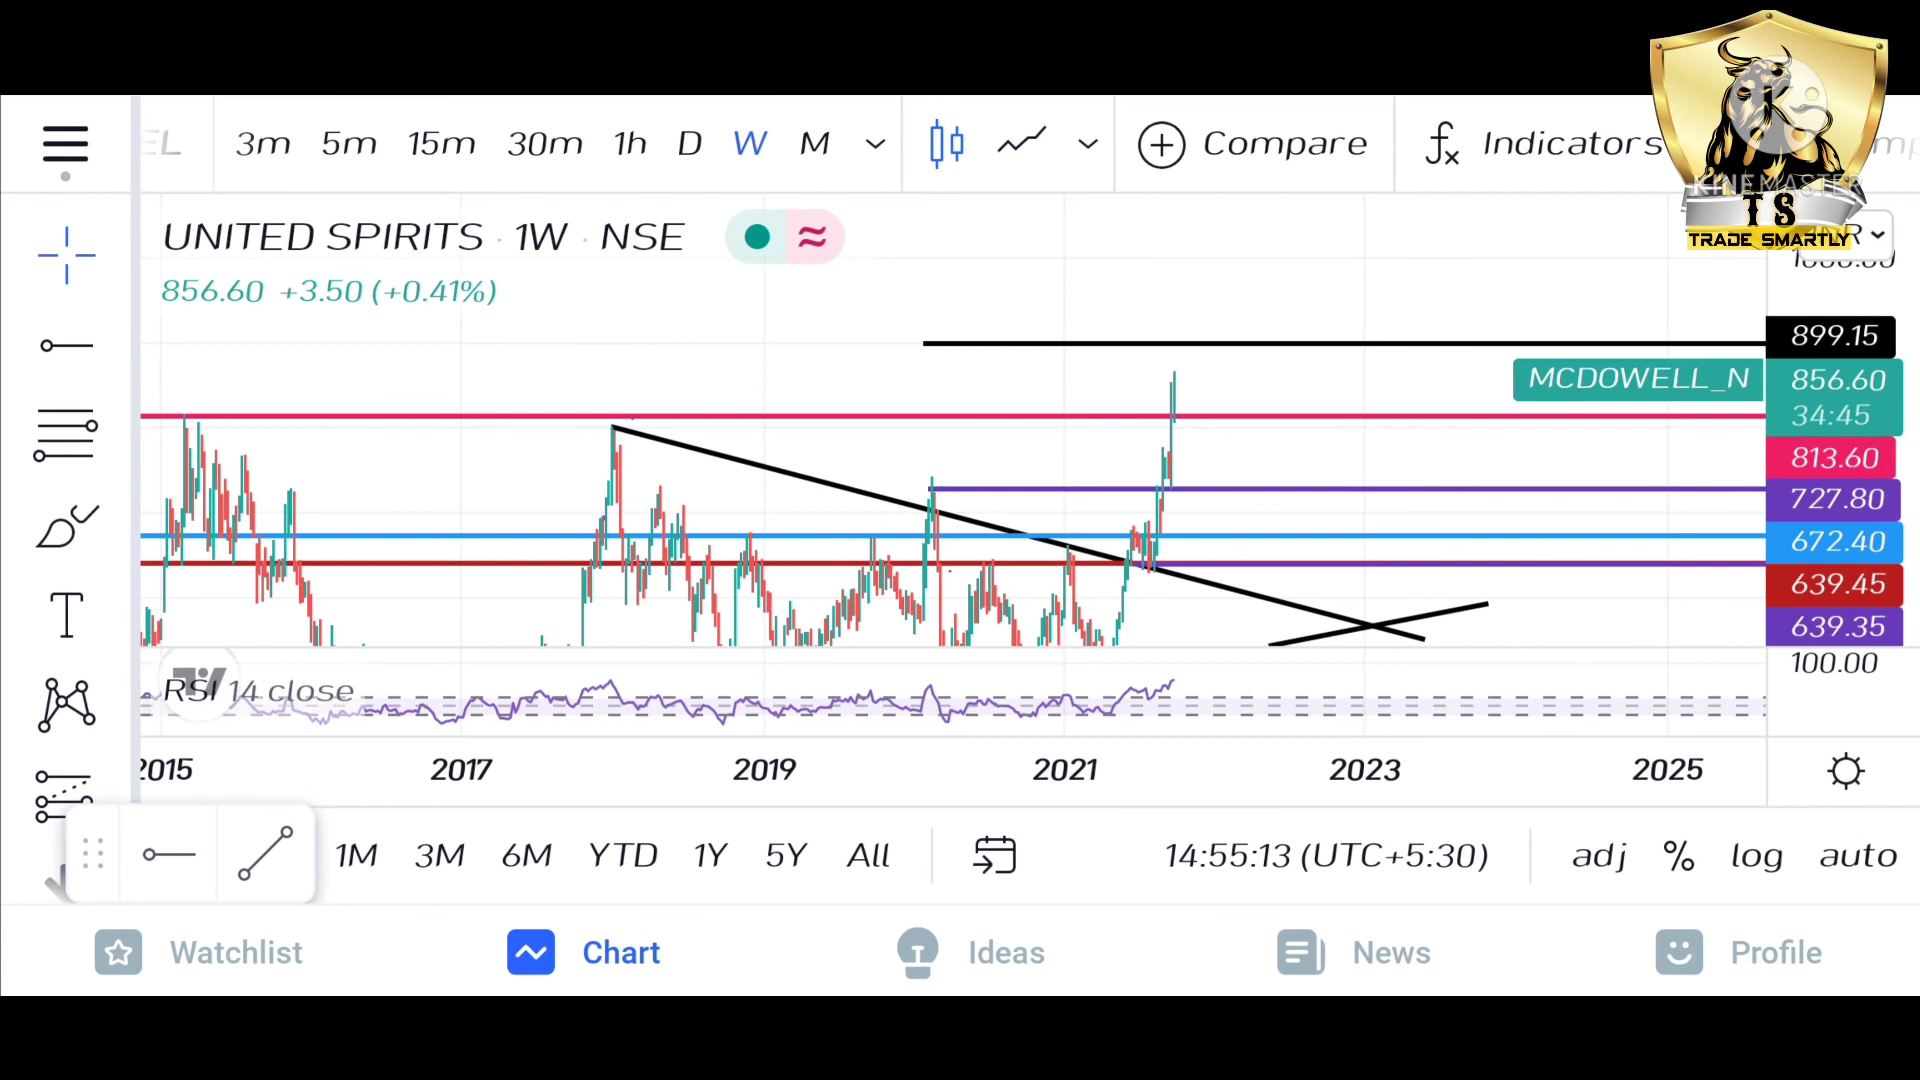 EL 3m 5m 15m 30m 1h D W M Compare Indicators
KINEMASTER
T S
TRADE SMARTLY
UNITED SPIRITS · 1W · NSE
856.60 +3.50 (+0.41%)
899.15
MCDOWELL_N 856.60
34:45
813.60
727.80
672.40
639.45
639.35
100.00
RSI 14 close
2015 2017 2019 2021 2023 2025
1M 3M 6M YTD 1Y 5Y All 14:55:13 (UTC+5:30) adj % log auto
Watchlist Chart Ideas News Profile